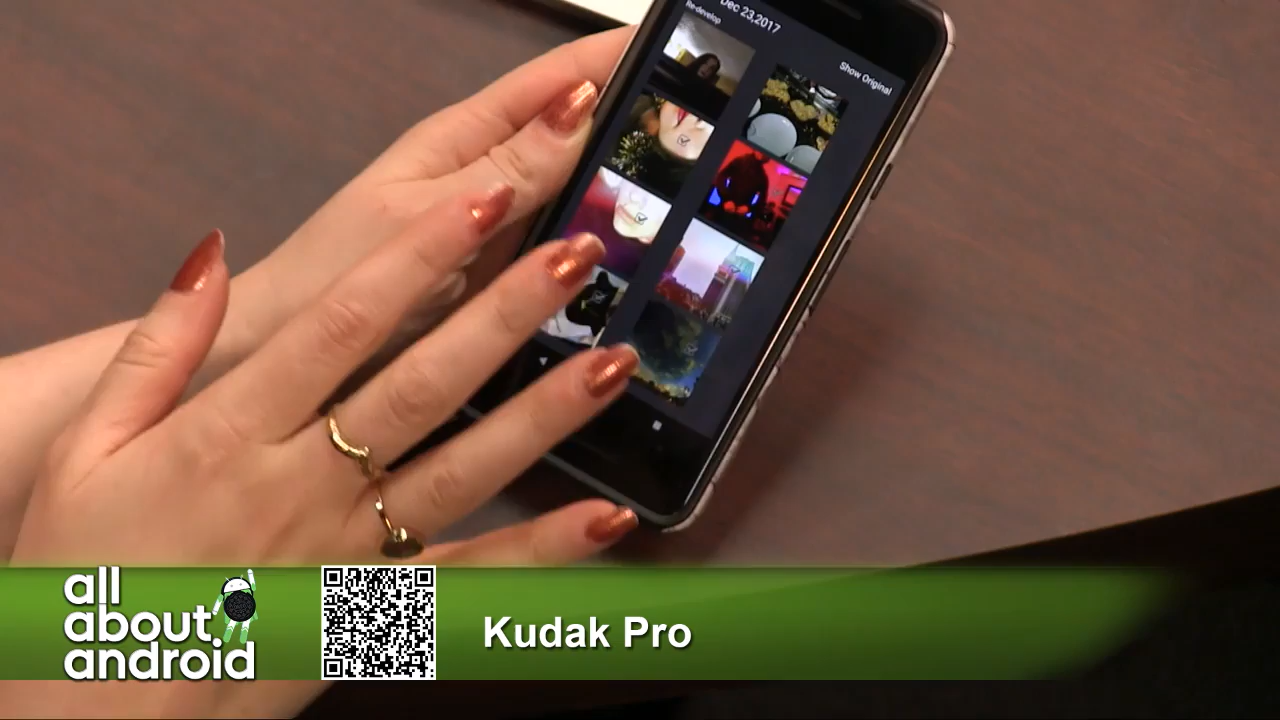 Dec 23,2017
Re-develop
Show Original
all
about
android
Kudak Pro